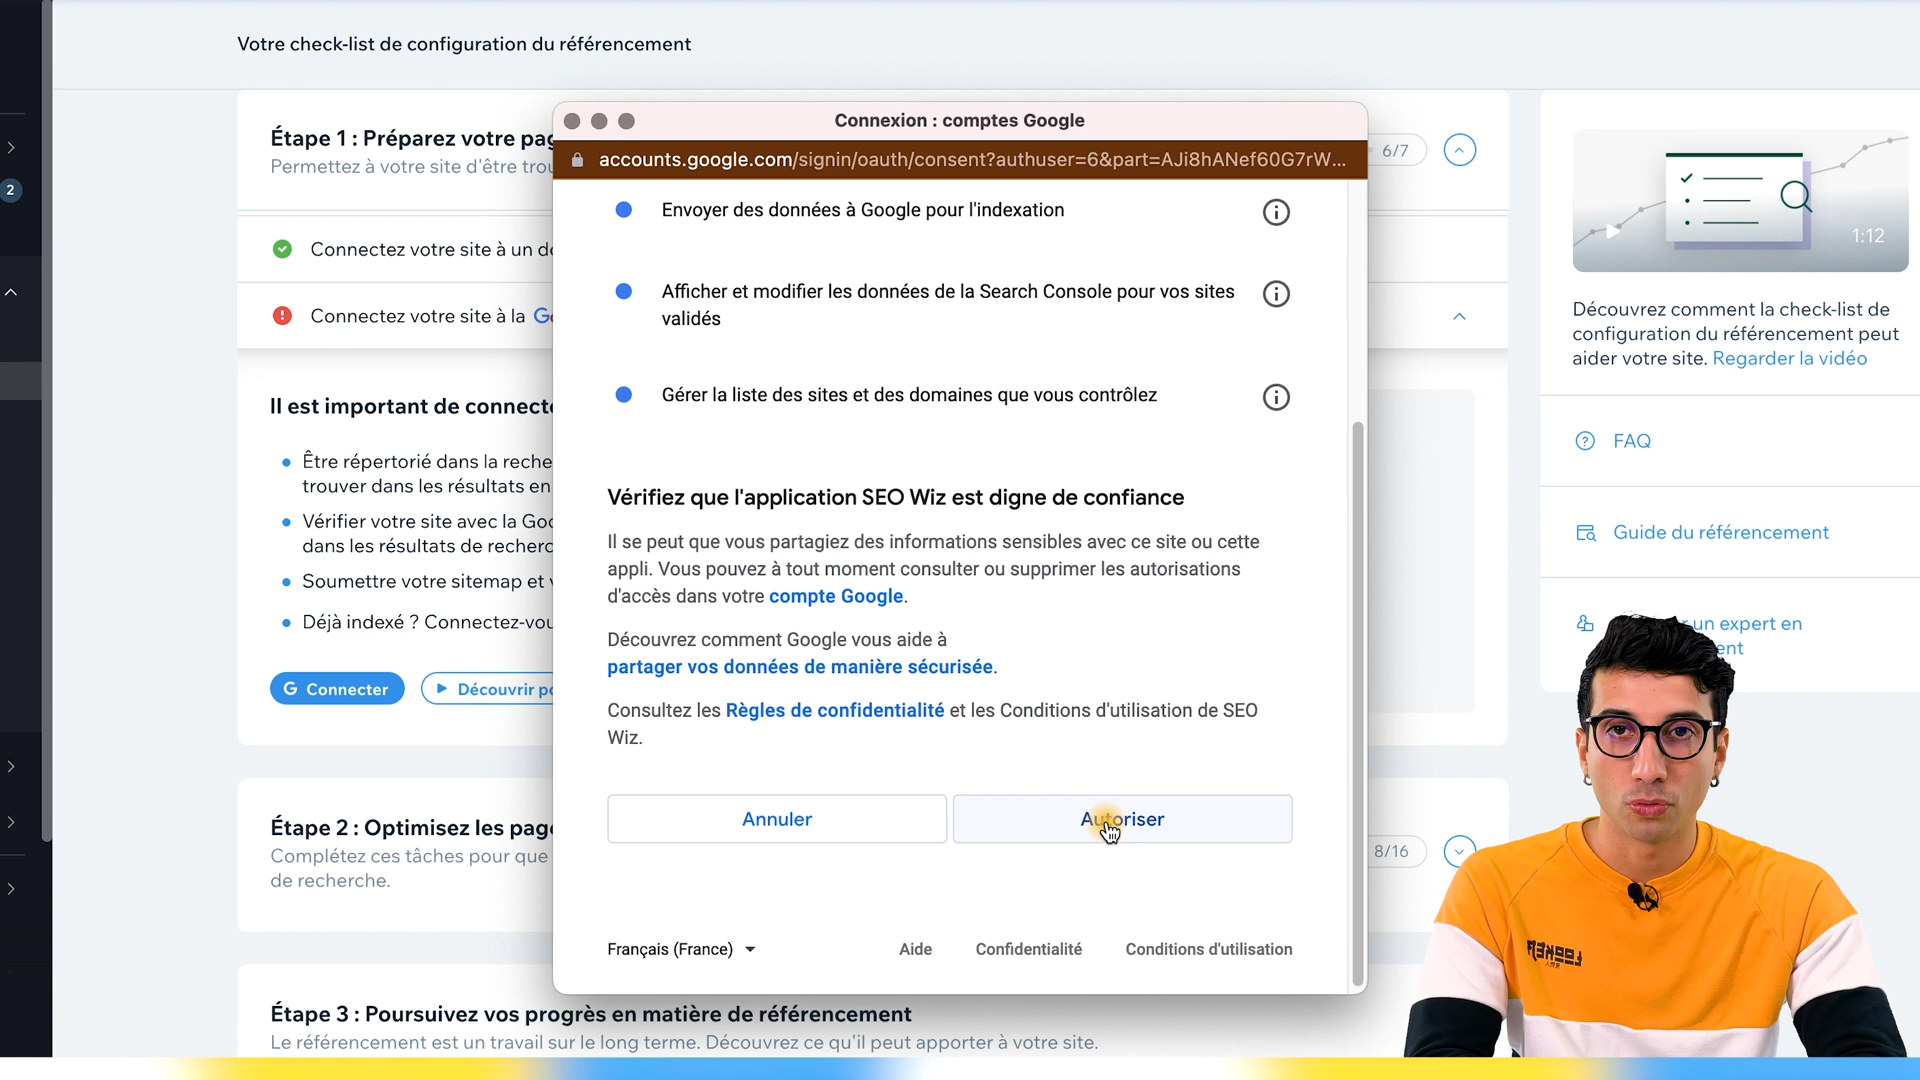 Votre check-list de configuration du référencement
Étape 1 : Préparez votre pag
Permettez à votre site d'être trou
6/7
2
Connectez votre site à un do
Connectez votre site à la Go
Il est important de connecte
Être répertorié dans la reche
trouver dans les résultats en
Vérifier votre site avec la Goo
dans les résultats de recherc
Soumettre votre sitemap et v
Déjà indexé ? Connectez-vou
G Connecter
Découvrir po
Étape 2 : Optimisez les page
Complétez ces tâches pour que
de recherche.
8/16
Étape 3 : Poursuivez vos progrès en matière de référencement
Le référencement est un travail sur le long terme. Découvrez ce qu'il peut apporter à votre site.
Connexion : comptes Google
accounts.google.com/signin/oauth/consent?authuser=6&part=AJi8hANef60G7rW...
Envoyer des données à Google pour l'indexation
Afficher et modifier les données de la Search Console pour vos sites
validés
Gérer la liste des sites et des domaines que vous contrôlez
Vérifiez que l'application SEO Wiz est digne de confiance
Il se peut que vous partagiez des informations sensibles avec ce site ou cette
appli. Vous pouvez à tout moment consulter ou supprimer les autorisations
d'accès dans votre compte Google.
Découvrez comment Google vous aide à
partager vos données de manière sécurisée.
Consultez les Règles de confidentialité et les Conditions d'utilisation de SEO
Wiz.
Annuler
Autoriser
Français (France)
Aide
Confidentialité
Conditions d'utilisation
1:12
Découvrez comment la check-list de
configuration du référencement peut
aider votre site. Regarder la vidéo
FAQ
Guide du référencement
un expert en
ent